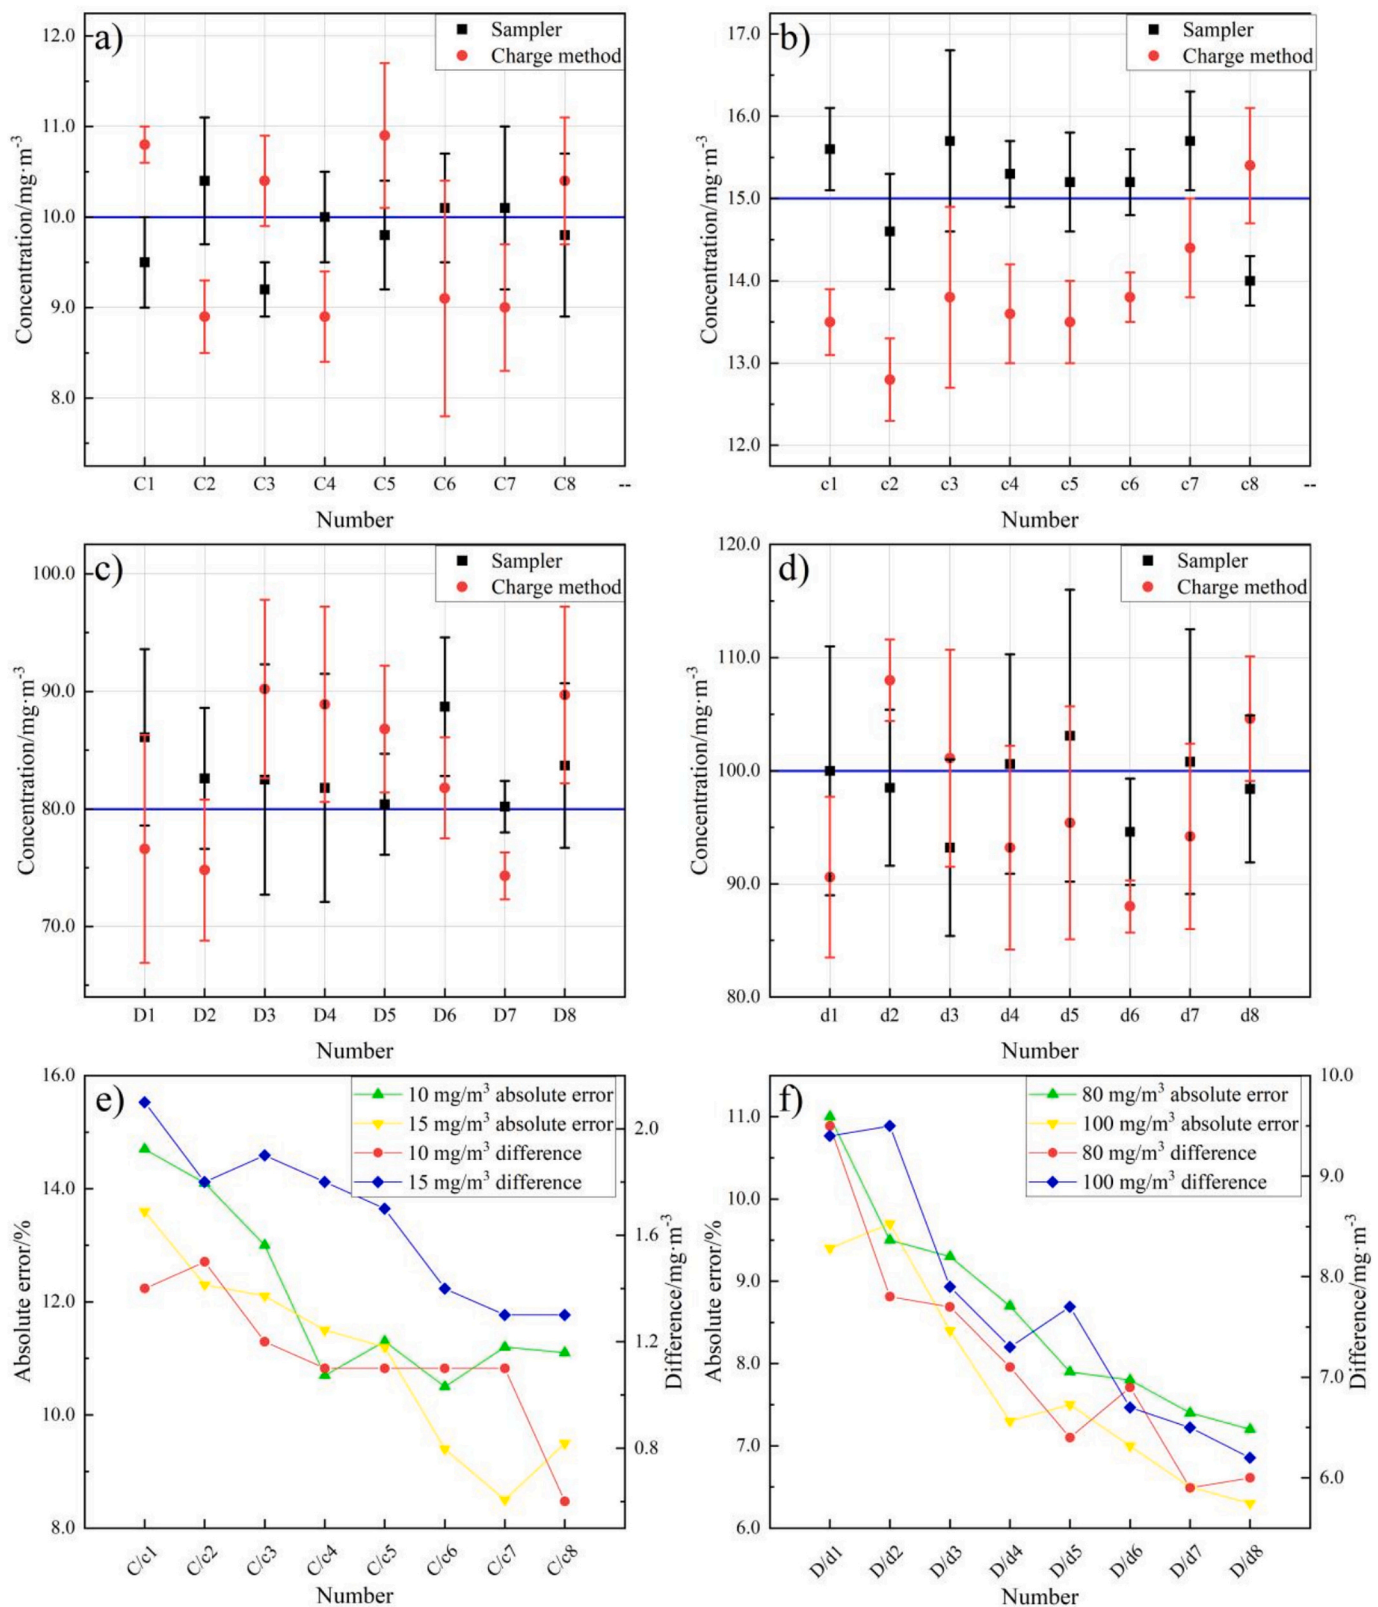 a)
Sampler
Charge method
12.0
11.0
10.0
9.0
8.0
Concentration/mg·m⁻³
C1 C2 C3 C4 C5 C6 C7 C8 --
Number
b)
Sampler
Charge method
17.0
16.0
15.0
14.0
13.0
12.0
Concentration/mg·m⁻³
c1 c2 c3 c4 c5 c6 c7 c8 --
Number
c)
Sampler
Charge method
100.0
90.0
80.0
70.0
Concentration/mg·m⁻³
D1 D2 D3 D4 D5 D6 D7 D8
Number
d)
Sampler
Charge method
120.0
110.0
100.0
90.0
80.0
Concentration/mg·m⁻³
d1 d2 d3 d4 d5 d6 d7 d8
Number
e)
10 mg/m³ absolute error
15 mg/m³ absolute error
10 mg/m³ difference
15 mg/m³ difference
16.0
14.0
12.0
10.0
8.0
Absolute error/%
2.0
1.6
1.2
0.8
Difference/mg·m⁻³
C/c1 C/c2 C/c3 C/c4 C/c5 C/c6 C/c7 C/c8
Number
f)
80 mg/m³ absolute error
100 mg/m³ absolute error
80 mg/m³ difference
100 mg/m³ difference
11.0
10.0
9.0
8.0
7.0
6.0
Absolute error/%
10.0
9.0
8.0
7.0
6.0
Difference/mg·m⁻³
D/d1 D/d2 D/d3 D/d4 D/d5 D/d6 D/d7 D/d8
Number